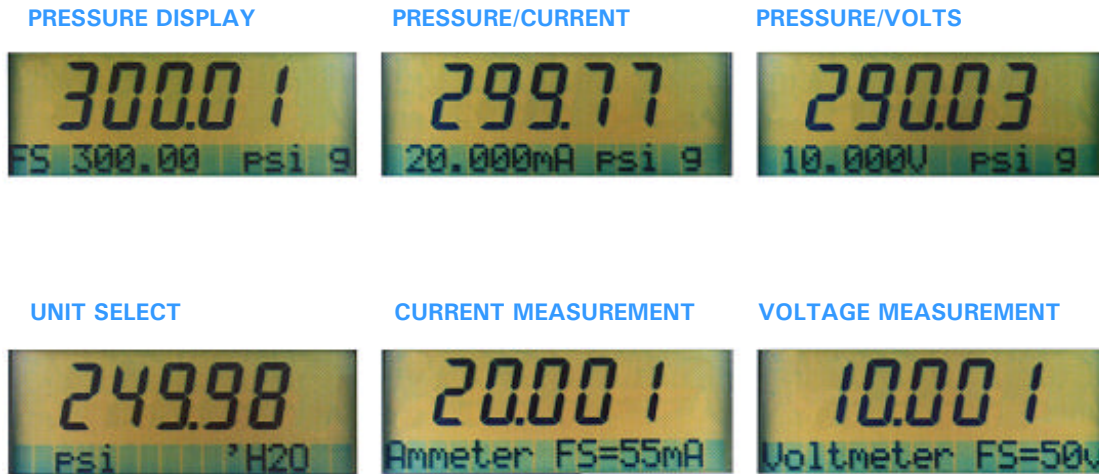 PRESSURE DISPLAY
300.01
FS 300.00 psi g
PRESSURE/CURRENT
299.77
20.000mA psi g
PRESSURE/VOLTS
290.03
10.000V psi g
UNIT SELECT
249.98
psi 'H2O
CURRENT MEASUREMENT
20.001
Ammeter FS=55mA
VOLTAGE MEASUREMENT
10.001
Voltmeter FS=50v